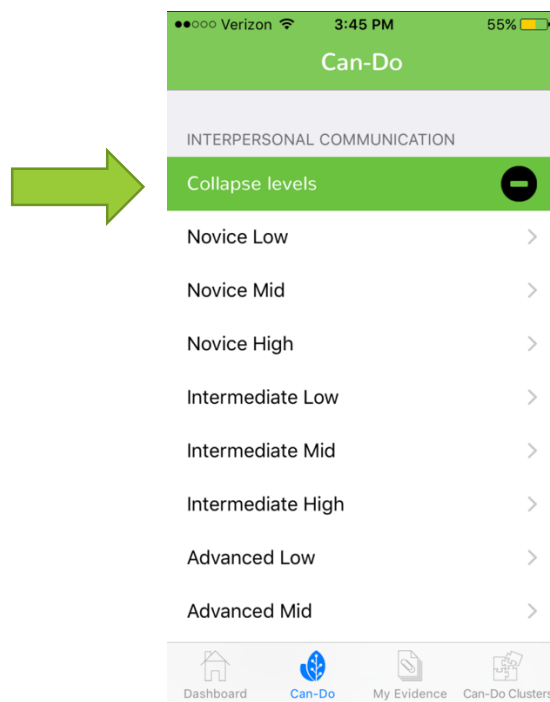 Verizon 3:45 PM 55%
Can-Do
INTERPERSONAL COMMUNICATION
Collapse levels
Novice Low
Novice Mid
Novice High
Intermediate Low
Intermediate Mid
Intermediate High
Advanced Low
Advanced Mid
Dashboard Can-Do My Evidence Can-Do Clusters